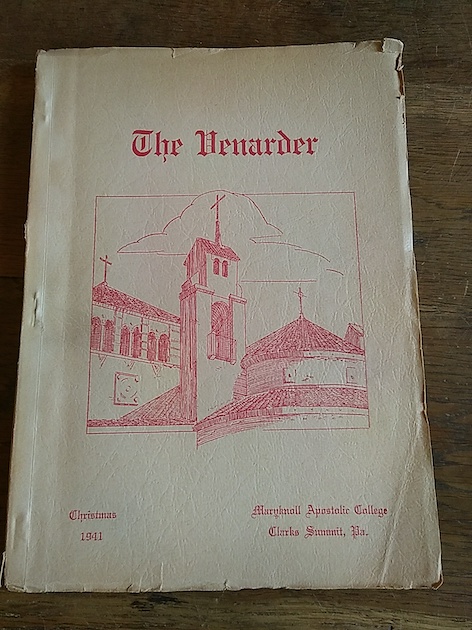 The Venarder
Christmas
1941
Maryknoll Apostolic College
Clarks Summit, Pa.